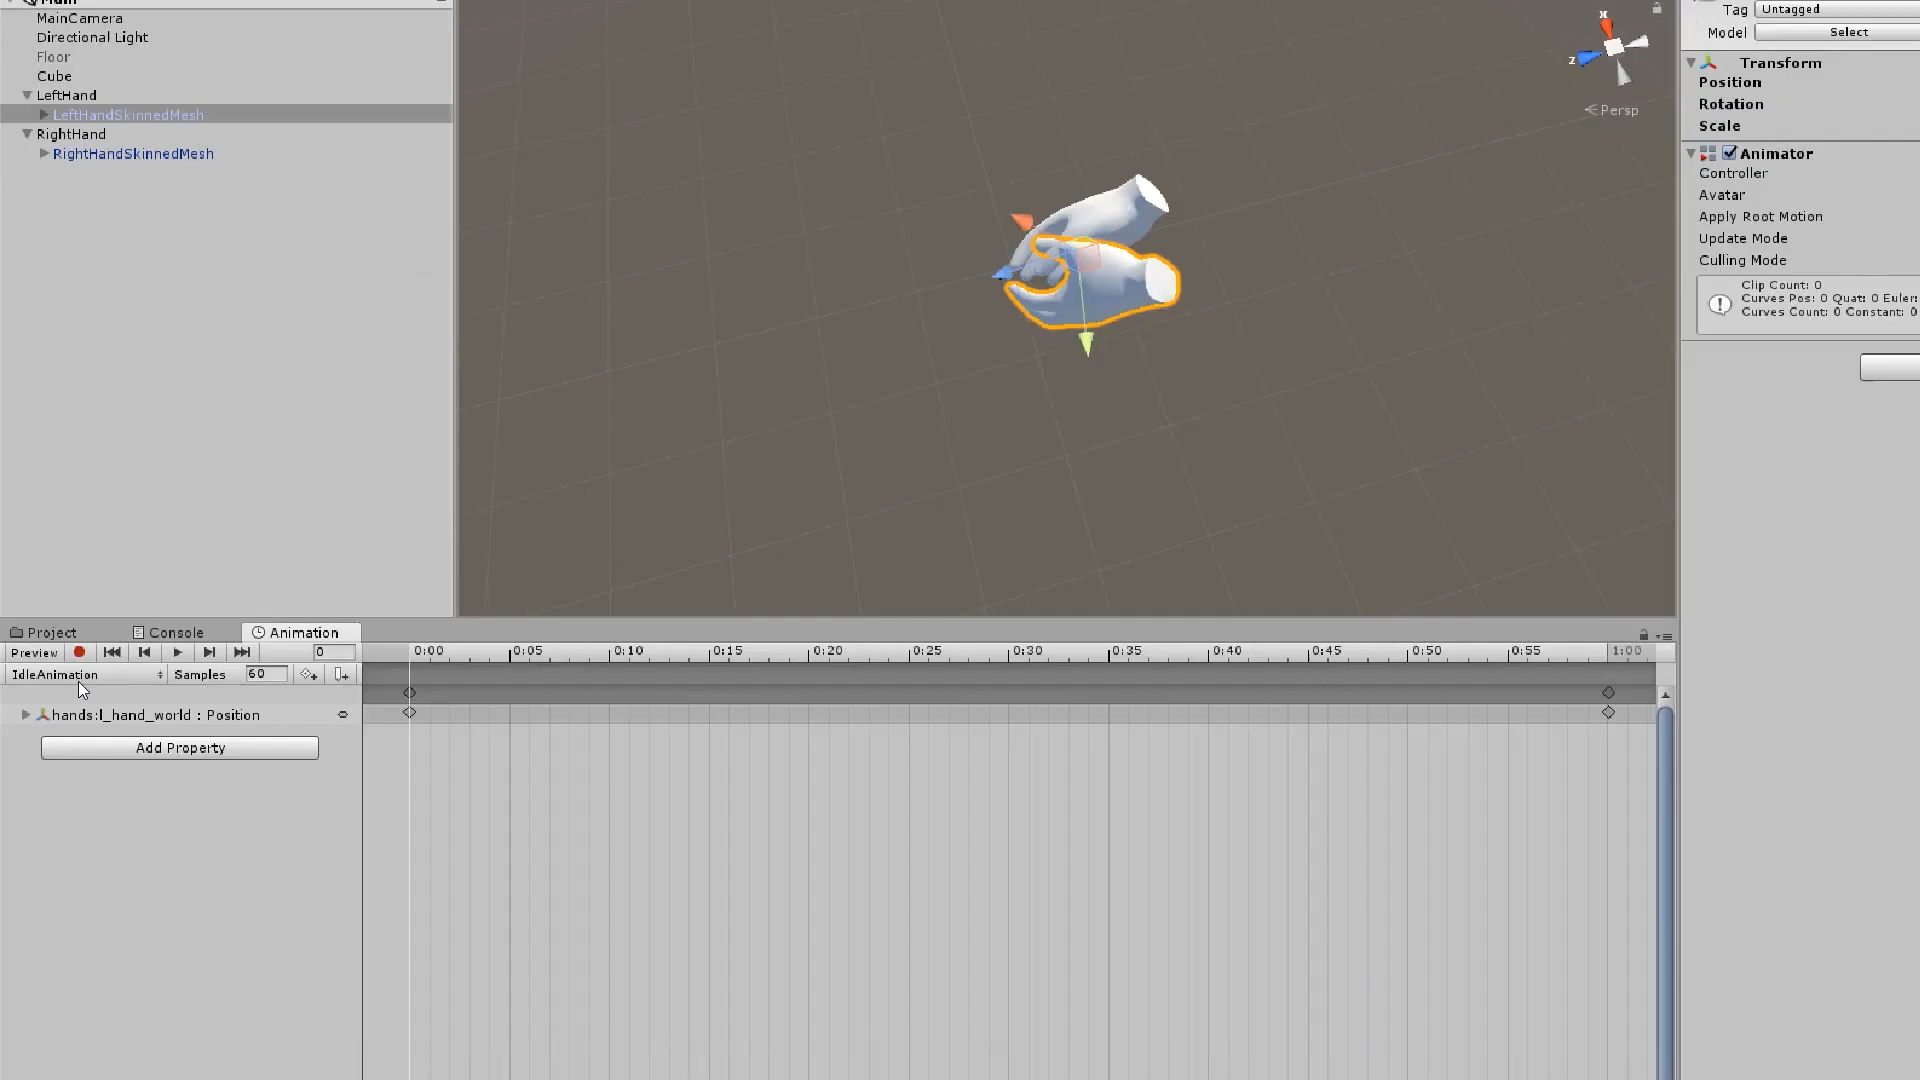 Main
MainCamera
Directional Light
Floor
Cube
LeftHand
LeftHandSkinnedMesh
RightHand
RightHandSkinnedMesh
x
z
Persp
Tag Untagged
Model Select
Transform
Position
Rotation
Scale
Animator
Controller
Avatar
Apply Root Motion
Update Mode
Culling Mode
Clip Count: 0
Curves Pos: 0 Quat: 0 Euler:
Curves Count: 0 Constant: 0
Project Console Animation
Preview 0 0:00 0:05 0:10 0:15 0:20 0:25 0:30 0:35 0:40 0:45 0:50 0:55 1:00
IdleAnimation Samples 60
hands:l_hand_world : Position
Add Property